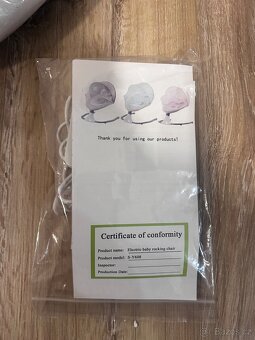 Thank you for using our products!
Certificate of conformity
Product name: Electric baby rocking chair
Product model:
Inspector:
Production Date: